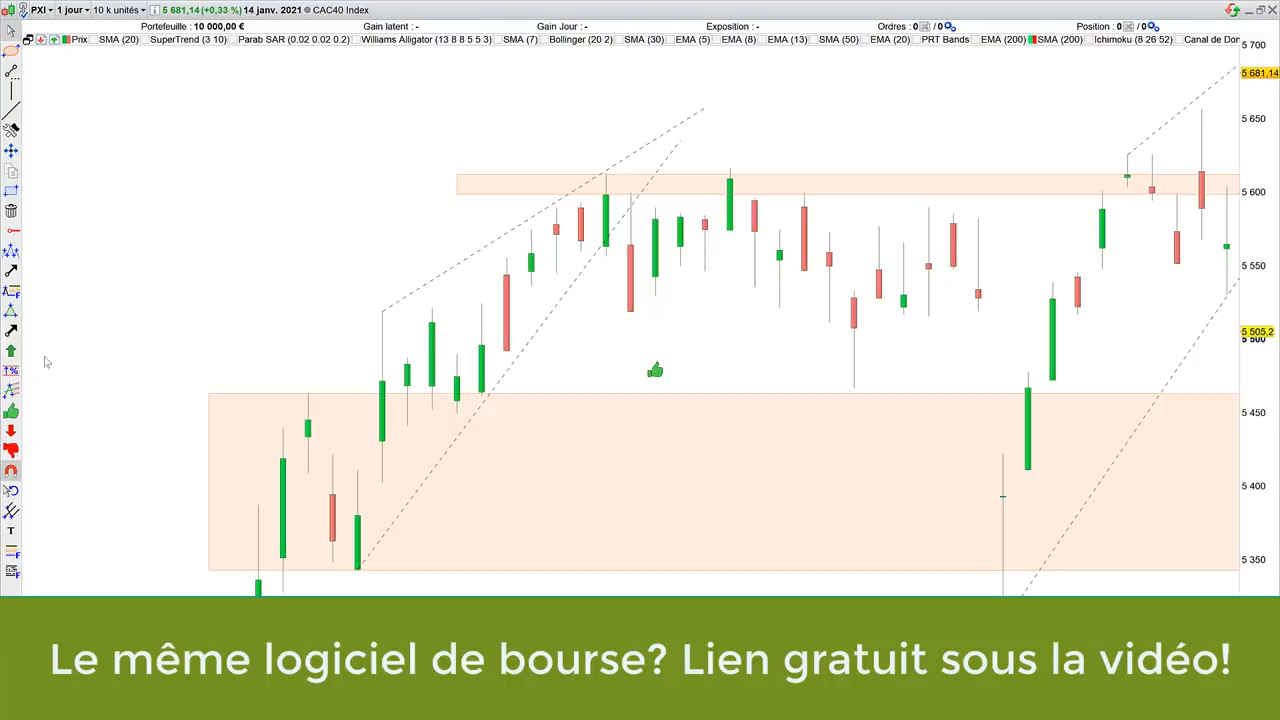 PXI 1 jour 10 k unités 5 681,14 (+0,33 %) 14 janv. 2021 CAC40 Index
Portefeuille : 10 000,00 € Gain latent : - Gain Jour : - Exposition : - Ordres : 0 / 0 Position : 0 / 0
Prix SMA (20) SuperTrend (3 10) Parab SAR (0.02 0.02 0.2) Williams Alligator (13 8 8 5 5 3) SMA (7) Bollinger (20 2) SMA (30) EMA (5) EMA (8) EMA (13) SMA (50) EMA (20) PRT Bands EMA (200) SMA (200) Ichimoku (8 26 52) Canal de Don
5 700
5 681,14
5 650
5 600
5 550
5 505,2
5 500
5 450
5 400
5 350
T
Le même logiciel de bourse? Lien gratuit sous la vidéo!